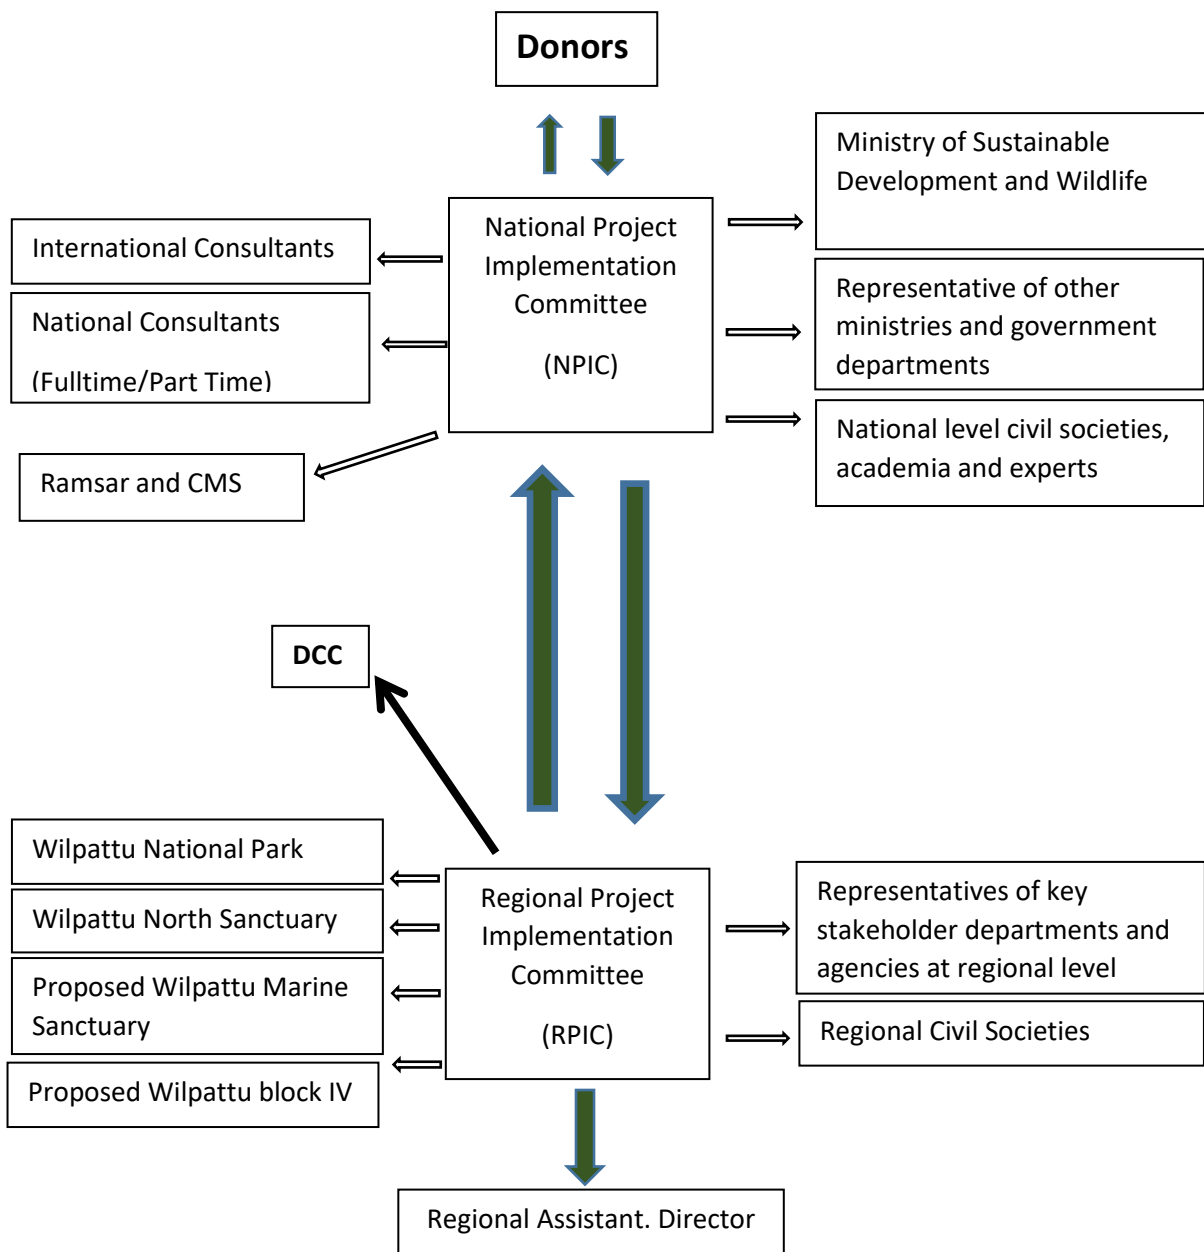 Donors
Ministry of Sustainable
Development and Wildlife
National Project
Implementation
Committee
(NPIC)
International Consultants
National Consultants
(Fulltime/Part Time)
Ramsar and CMS
Representative of other
ministries and government
departments
National level civil societies,
academia and experts
DCC
Wilpattu National Park
Wilpattu North Sanctuary
Proposed Wilpattu Marine
Sanctuary
Proposed Wilpattu block IV
Regional Project
Implementation
Committee
(RPIC)
Representatives of key
stakeholder departments and
agencies at regional level
Regional Civil Societies
Regional Assistant. Director